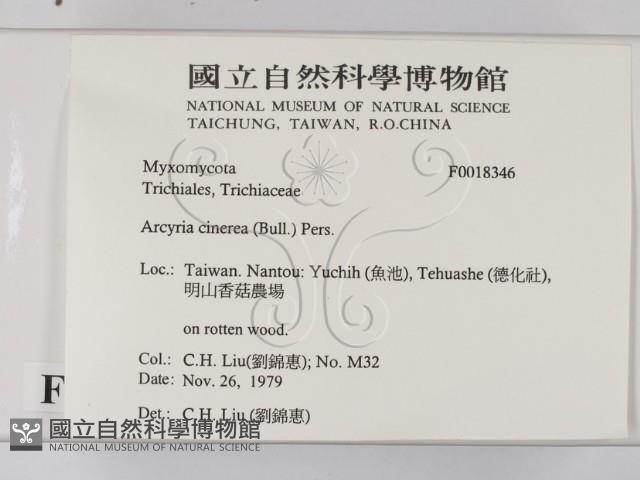 國立自然科學博物館
NATIONAL MUSEUM OF NATURAL SCIENCE
TAICHUNG, TAIWAN, R.O.CHINA
Myxomycota F0018346
Trichiales, Trichiaceae
Arcyria cinerea (Bull.) Pers.
Loc.: Taiwan. Nantou: Yuchih (魚池), Tehuashe (德化社),
明山香菇農場
on rotten wood.
Col.: C.H. Liu(劉錦惠); No. M32
Date: Nov. 26, 1979
Det.: C.H. Liu (劉錦惠)
F
國立自然科學博物館
NATIONAL MUSEUM OF NATURAL SCIENCE